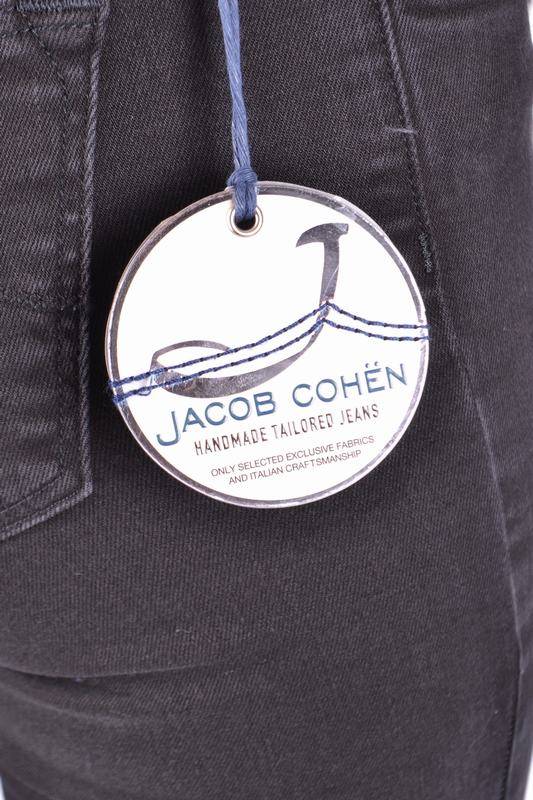 JACOB COHËN
HANDMADE TAILORED JEANS
ONLY SELECTED EXCLUSIVE FABRICS
AND ITALIAN CRAFTSMANSHIP